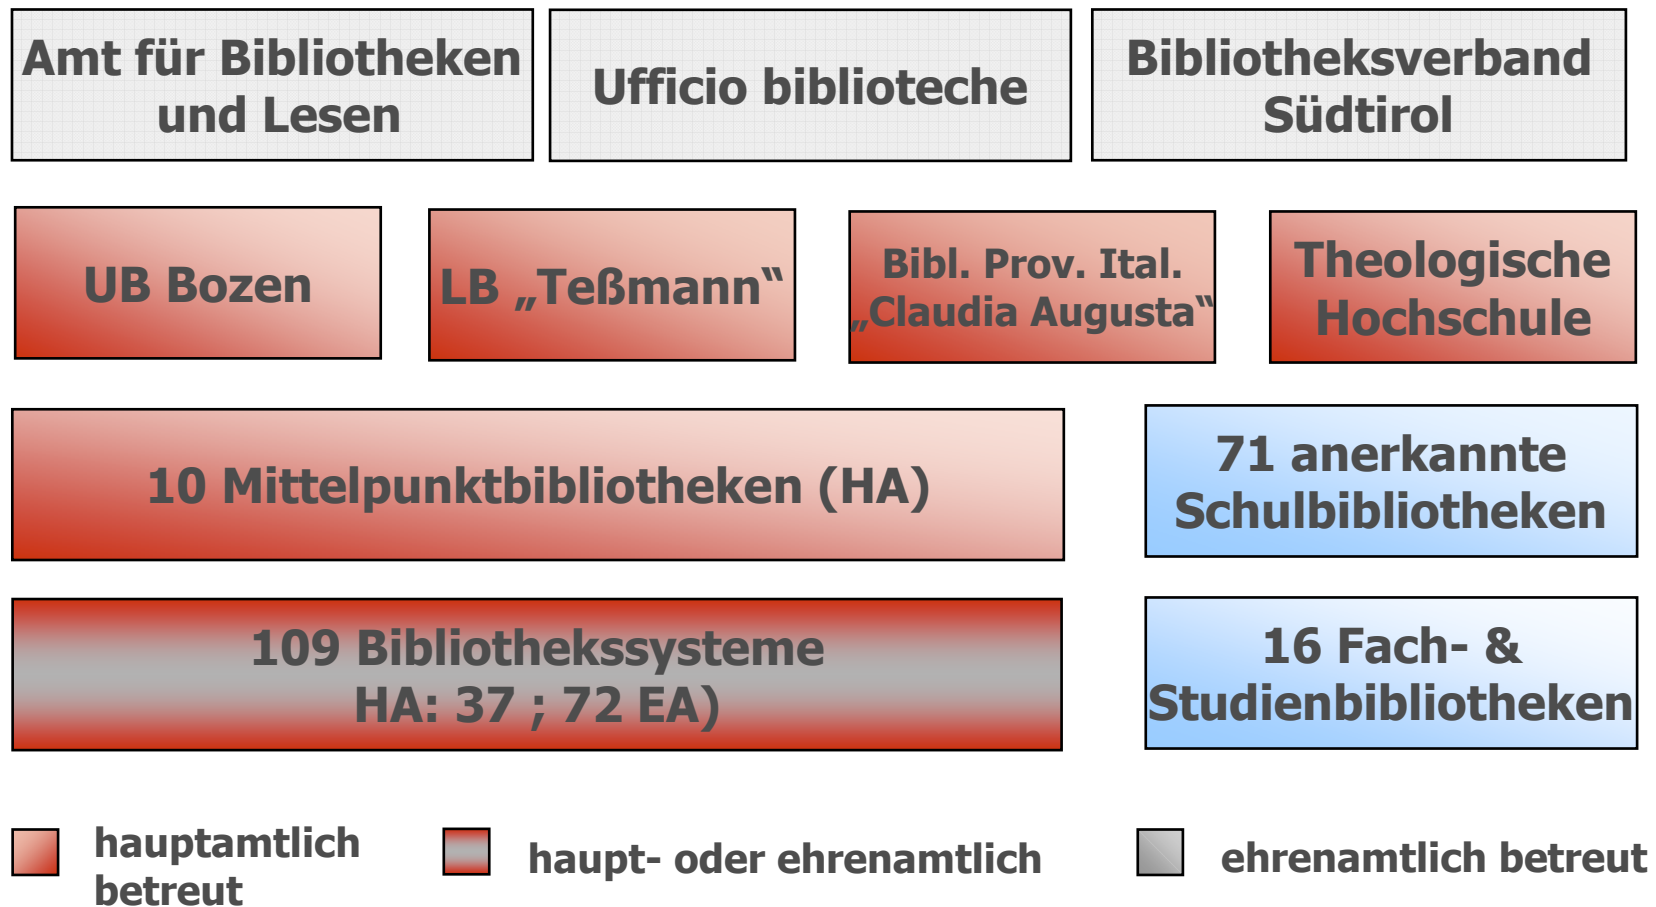 Amt für Bibliotheken
und Lesen
Ufficio biblioteche
Bibliotheksverband
Südtirol
UB Bozen
LB „Teßmann‟
Bibl. Prov. Ital.
„Claudia Augusta‟
Theologische
Hochschule
10 Mittelpunktbibliotheken (HA)
71 anerkannte
Schulbibliotheken
109 Bibliothekssysteme
HA: 37 ; 72 EA)
16 Fach- &
Studienbibliotheken
hauptamtlich
betreut
haupt- oder ehrenamtlich
ehrenamtlich betreut